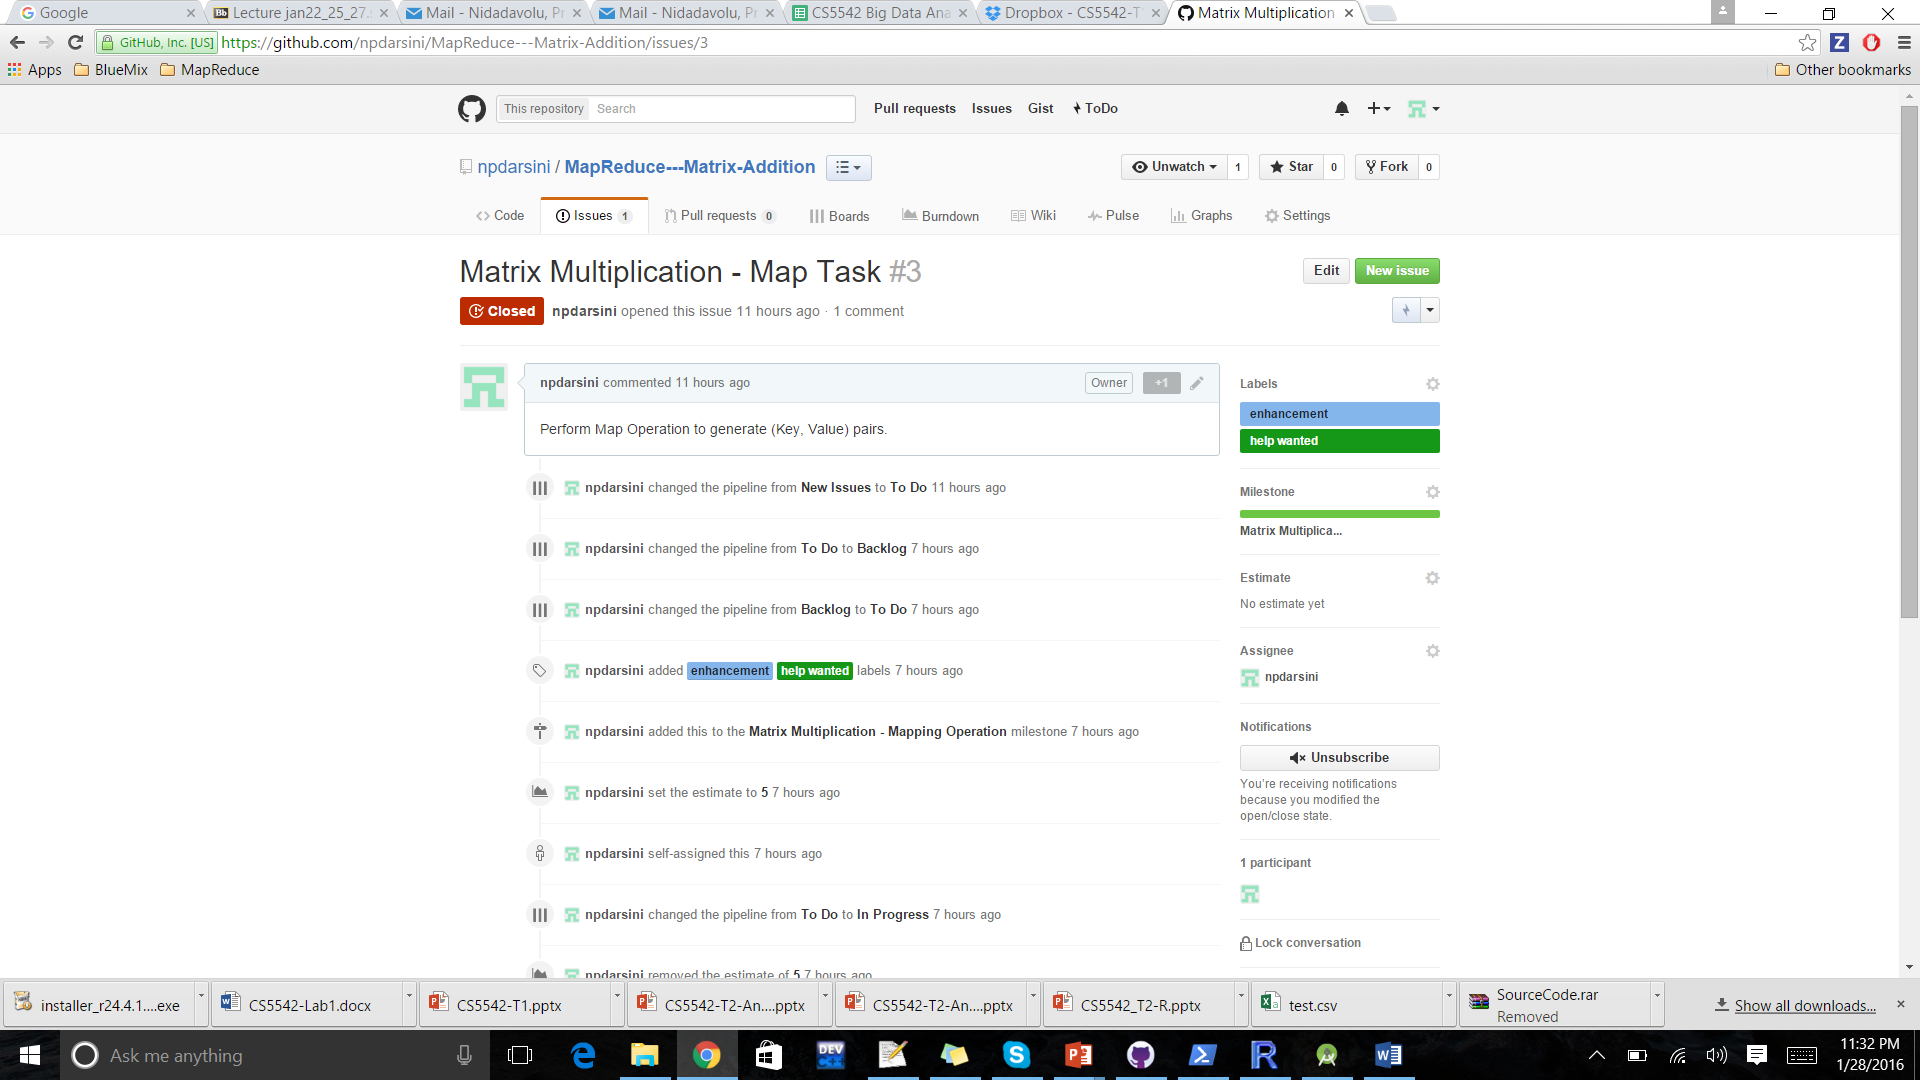 Google
Lecture jan22_25_27.
Mail - Nidadavolu, Pr
Mail - Nidadavolu, Pr
CS5542 Big Data Ana
Dropbox - CS5542-T
Matrix Multiplication
GitHub, Inc. [US] https://github.com/npdarsini/MapReduce---Matrix-Addition/issues/3
Apps BlueMix MapReduce Other bookmarks
This repository Search Pull requests Issues Gist ToDo
npdarsini / MapReduce---Matrix-Addition Unwatch 1 Star 0 Fork 0
Code Issues 1 Pull requests 0 Boards Burndown Wiki Pulse Graphs Settings
Matrix Multiplication - Map Task #3 Edit New issue
Closed npdarsini opened this issue 11 hours ago · 1 comment
npdarsini commented 11 hours ago Owner +1
Perform Map Operation to generate (Key, Value) pairs.
npdarsini changed the pipeline from New Issues to To Do 11 hours ago
npdarsini changed the pipeline from To Do to Backlog 7 hours ago
npdarsini changed the pipeline from Backlog to To Do 7 hours ago
npdarsini added enhancement help wanted labels 7 hours ago
npdarsini added this to the Matrix Multiplication - Mapping Operation milestone 7 hours ago
npdarsini set the estimate to 5 7 hours ago
npdarsini self-assigned this 7 hours ago
npdarsini changed the pipeline from To Do to In Progress 7 hours ago
npdarsini removed the estimate of 5 7 hours ago
Labels
enhancement
help wanted
Milestone
Matrix Multiplica...
Estimate
No estimate yet
Assignee
npdarsini
Notifications
Unsubscribe
You're receiving notifications
because you modified the
open/close state.
1 participant
Lock conversation
installer_r24.4.1....exe
CS5542-Lab1.docx
CS5542-T1.pptx
CS5542-T2-An....pptx
CS5542-T2-An....pptx
CS5542_T2-R.pptx
test.csv
SourceCode.rar
Removed
Show all downloads...
Ask me anything
DEV
11:32 PM
1/28/2016